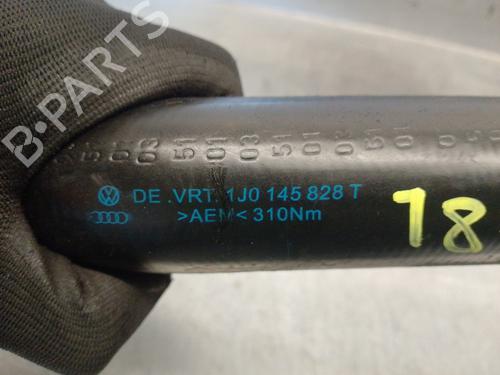 B-PARTS
DE .VRT. 1J0 145 828 T
>AEM< 310Nm
18